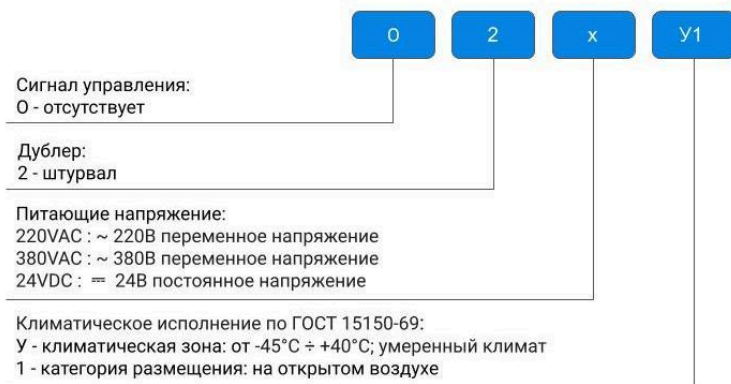 О 2 х У1
Сигнал управления:
О - отсутствует
Дублер:
2 - штурвал
Питающие напряжение:
220VAC : ~ 220В переменное напряжение
380VAC : ~ 380В переменное напряжение
24VDC : ⎓ 24В постоянное напряжение
Климатическое исполнение по ГОСТ 15150-69:
У - климатическая зона: от -45°С ÷ +40°С; умеренный климат
1 - категория размещения: на открытом воздухе